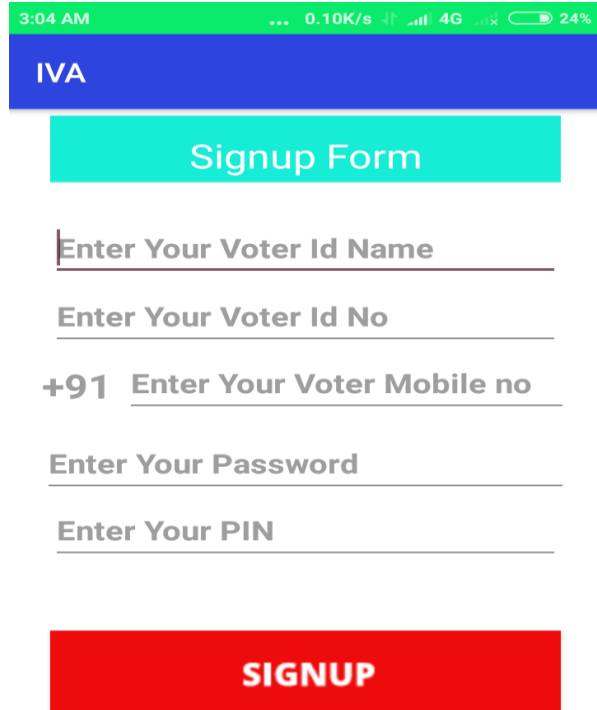 3:04 AM ... 0.10K/s 4G 24%
IVA
Signup Form
Enter Your Voter Id Name
Enter Your Voter Id No
+91 Enter Your Voter Mobile no
Enter Your Password
Enter Your PIN
SIGNUP